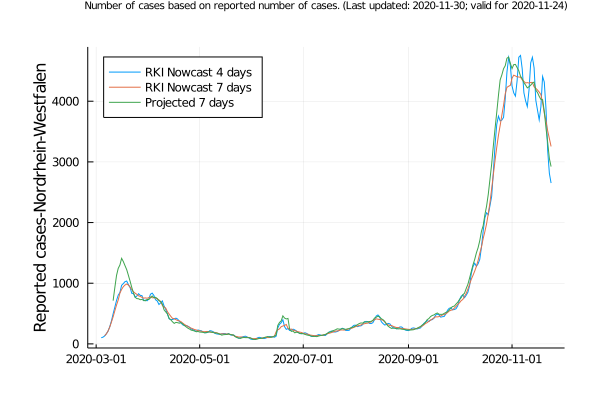 Number of cases based on reported number of cases. (Last updated: 2020-11-30; valid for 2020-11-24)
Reported cases-Nordrhein-Westfalen
RKI Nowcast 4 days
RKI Nowcast 7 days
Projected 7 days
4000
3000
2000
1000
0
2020-03-01 2020-05-01 2020-07-01 2020-09-01 2020-11-01